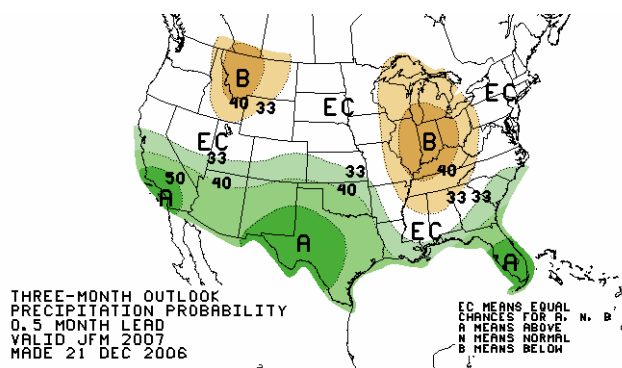 B
40 33
EC
EC
B
EC
33
33
40
50
40
40
33 33
A
A
EC
A
THREE-MONTH OUTLOOK
PRECIPITATION PROBABILITY
0.5 MONTH LEAD
VALID JFM 2007
MADE 21 DEC 2006
EC MEANS EQUAL
CHANCES FOR A, N, B
A MEANS ABOVE
N MEANS NORMAL
B MEANS BELOW